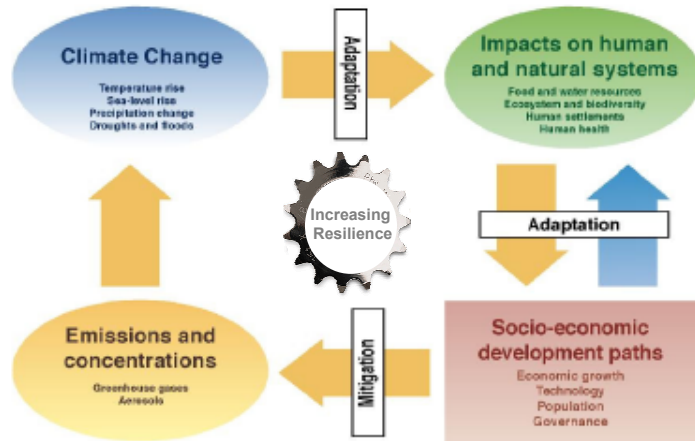 Climate Change
Temperature rise
Sea-level rise
Precipitation change
Droughts and floods
Adaptation
Impacts on human
and natural systems
Food and water resources
Ecosystem and biodiversity
Human settlements
Human health
Increasing
Resilience
Adaptation
Emissions and
concentrations
Greenhouse gases
Aerosols
Mitigation
Socio-economic
development paths
Economic growth
Technology
Population
Governance